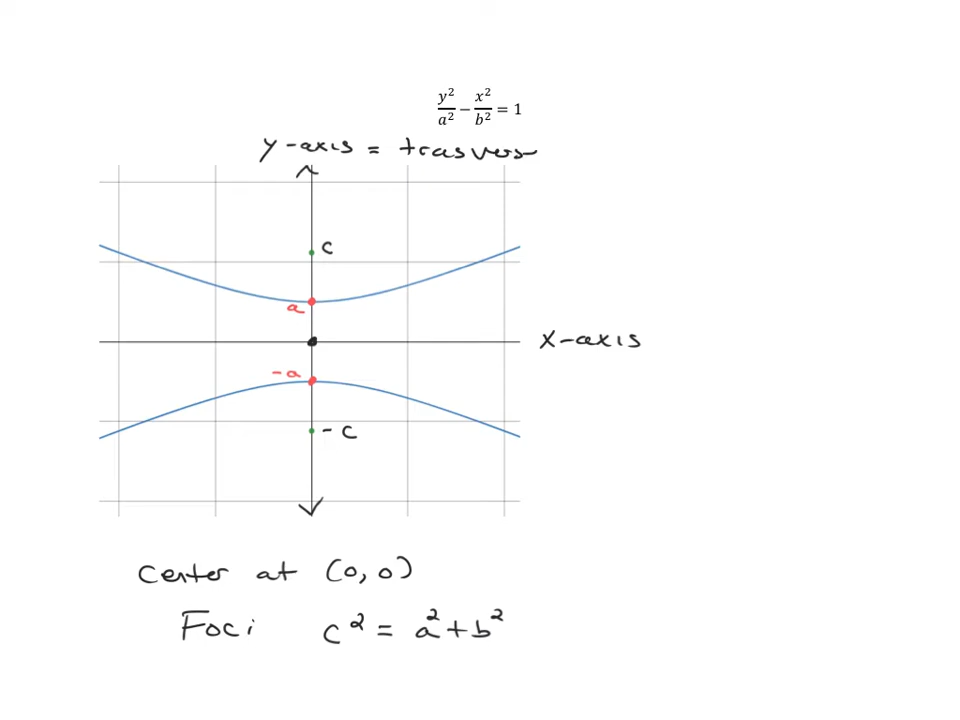 y²/a² − x²/b² = 1
y-axis = trasvers
c
a
x-axis
-a
-c
Center at (0,0)
Foci c² = a² + b²